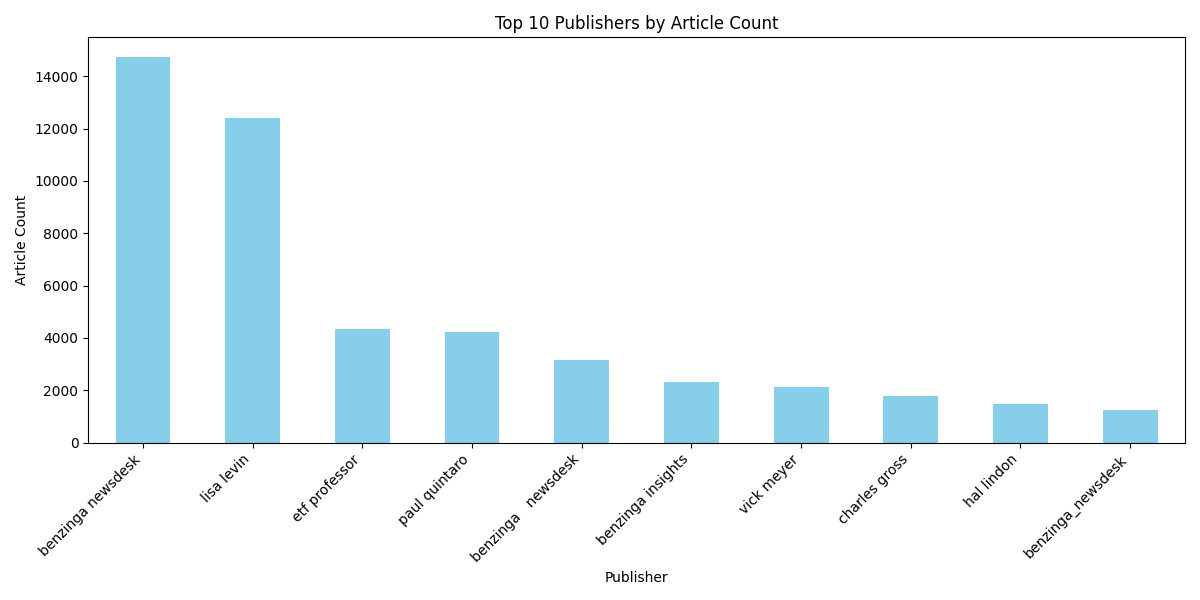 Top 10 Publishers by Article Count
Article Count
14000
12000
10000
8000
6000
4000
2000
0
benzinga newsdesk
lisa levin
etf professor
paul quintaro
benzinga   newsdesk
benzinga insights
vick meyer
charles gross
hal lindon
benzinga_newsdesk
Publisher